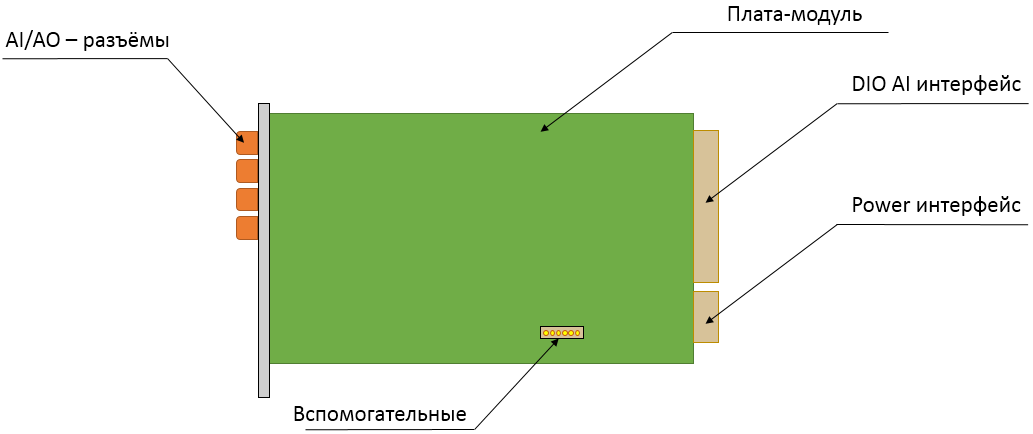 Плата-модуль
AI/AO – разъёмы
DIO AI интерфейс
Power интерфейс
Вспомогательные